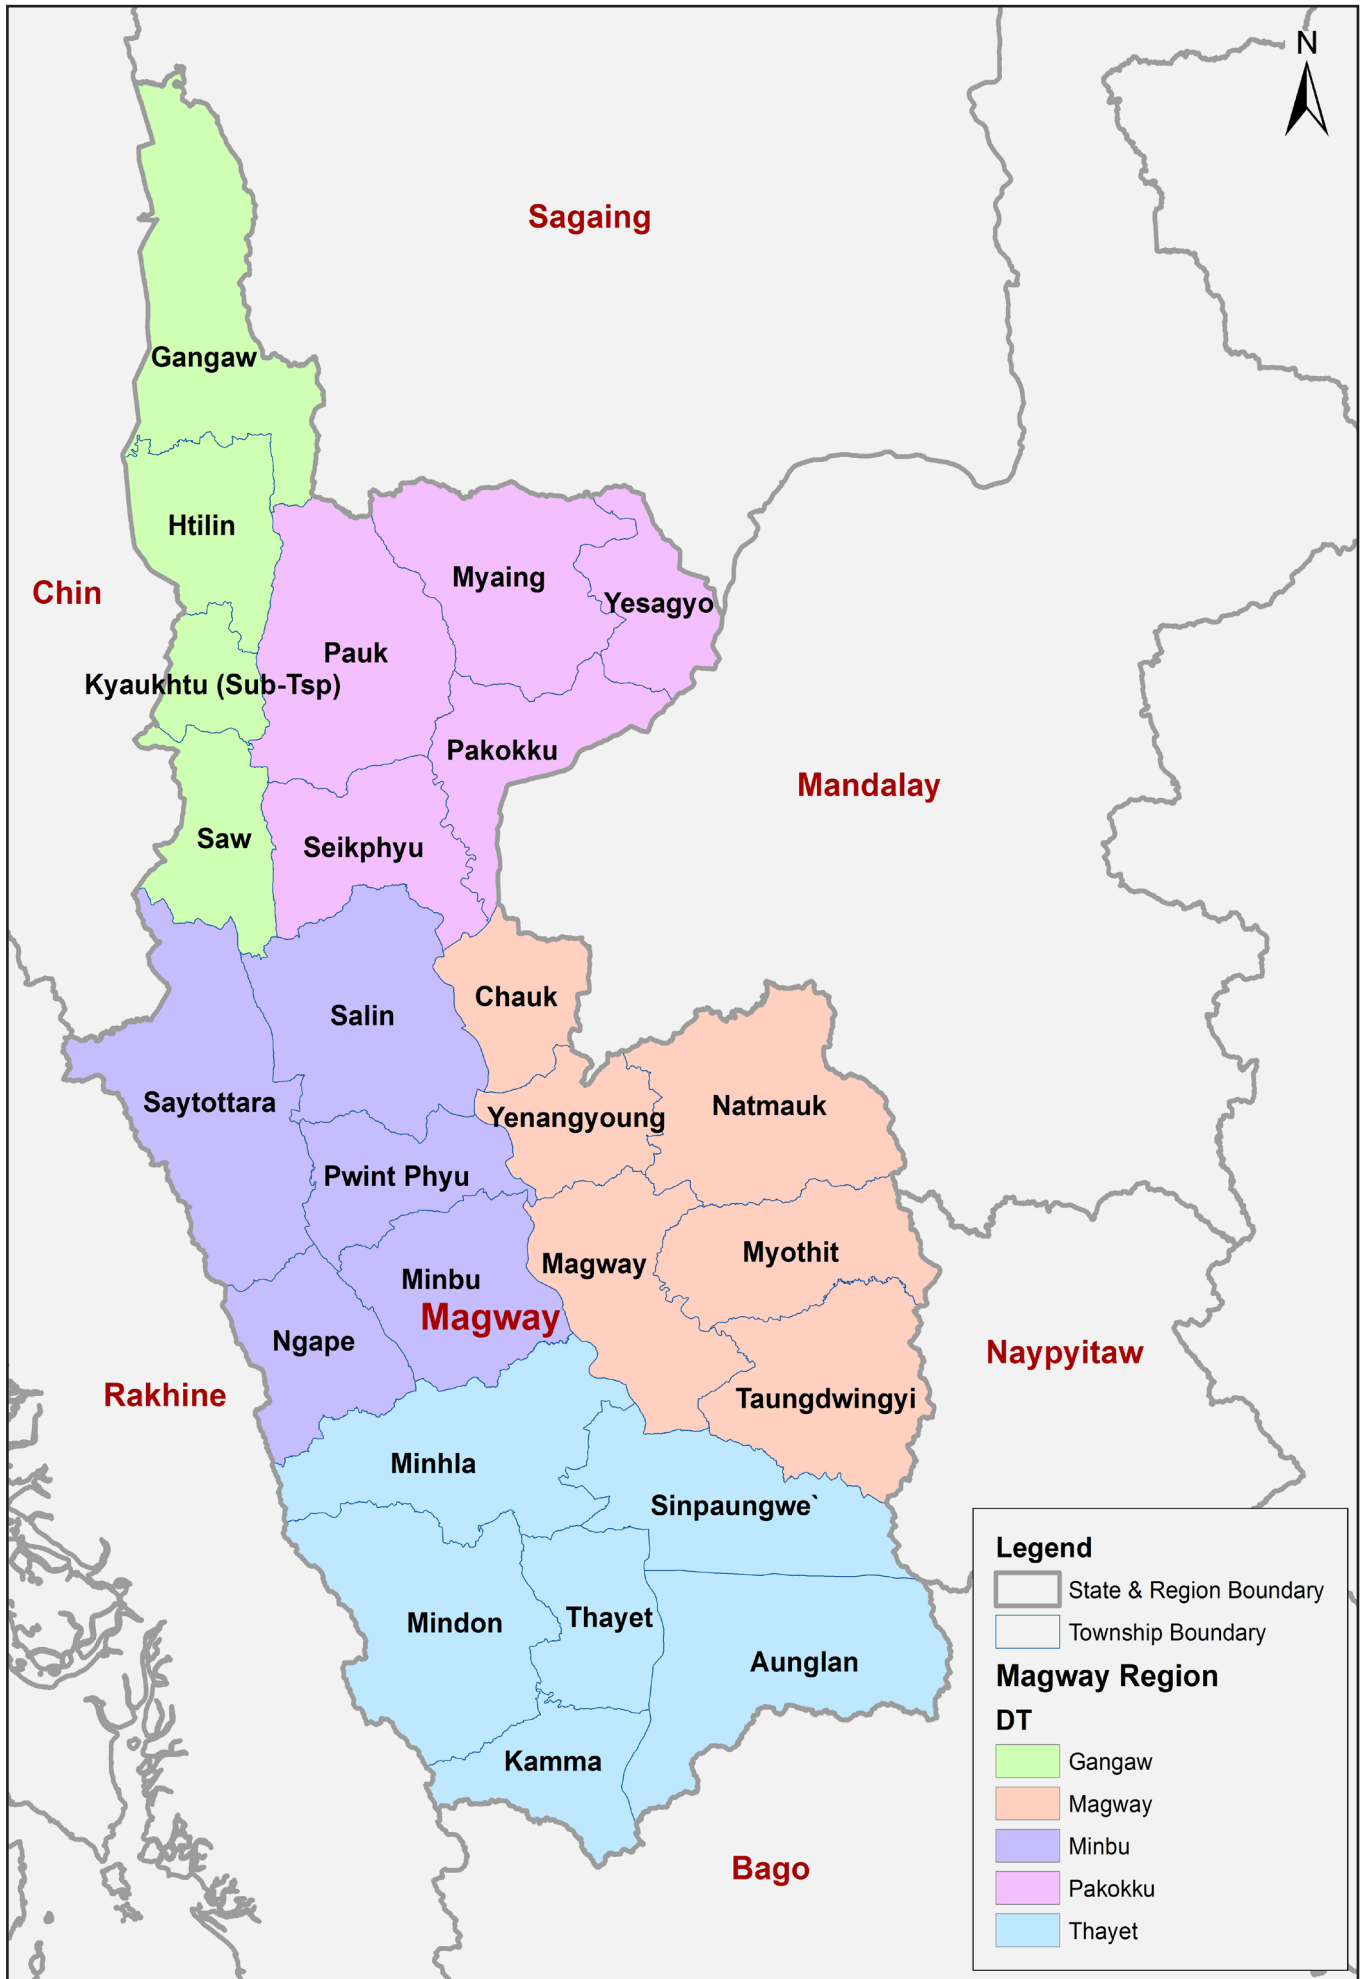 N
Sagaing
Gangaw
Htilin
Myaing
Chin
Yesagyo
Pauk
Kyaukhtu (Sub-Tsp)
Pakokku
Mandalay
Saw
Seikphyu
Chauk
Salin
Saytottara
Natmauk
Yenangyoung
Pwint Phyu
Myothit
Magway
Minbu
Magway
Ngape
Naypyitaw
Rakhine
Taungdwingyi
Minhla
Sinpaungwe`
Thayet
Mindon
Aunglan
Kamma
Bago
Legend
State & Region Boundary
Township Boundary
Magway Region
DT
Gangaw
Magway
Minbu
Pakokku
Thayet